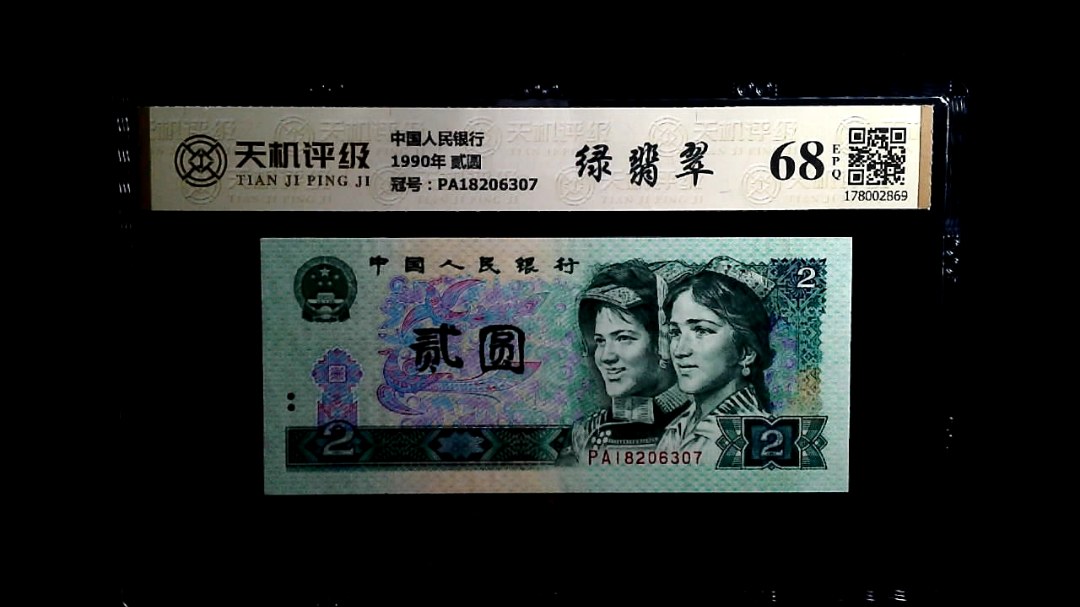 天机评级
TIAN JI PING JI
中国人民银行
1990年 贰圆
冠号：PA18206307
绿翡翠
68
EPQ
178002869
中国人民银行
2
贰圆
2
PA18206307
2